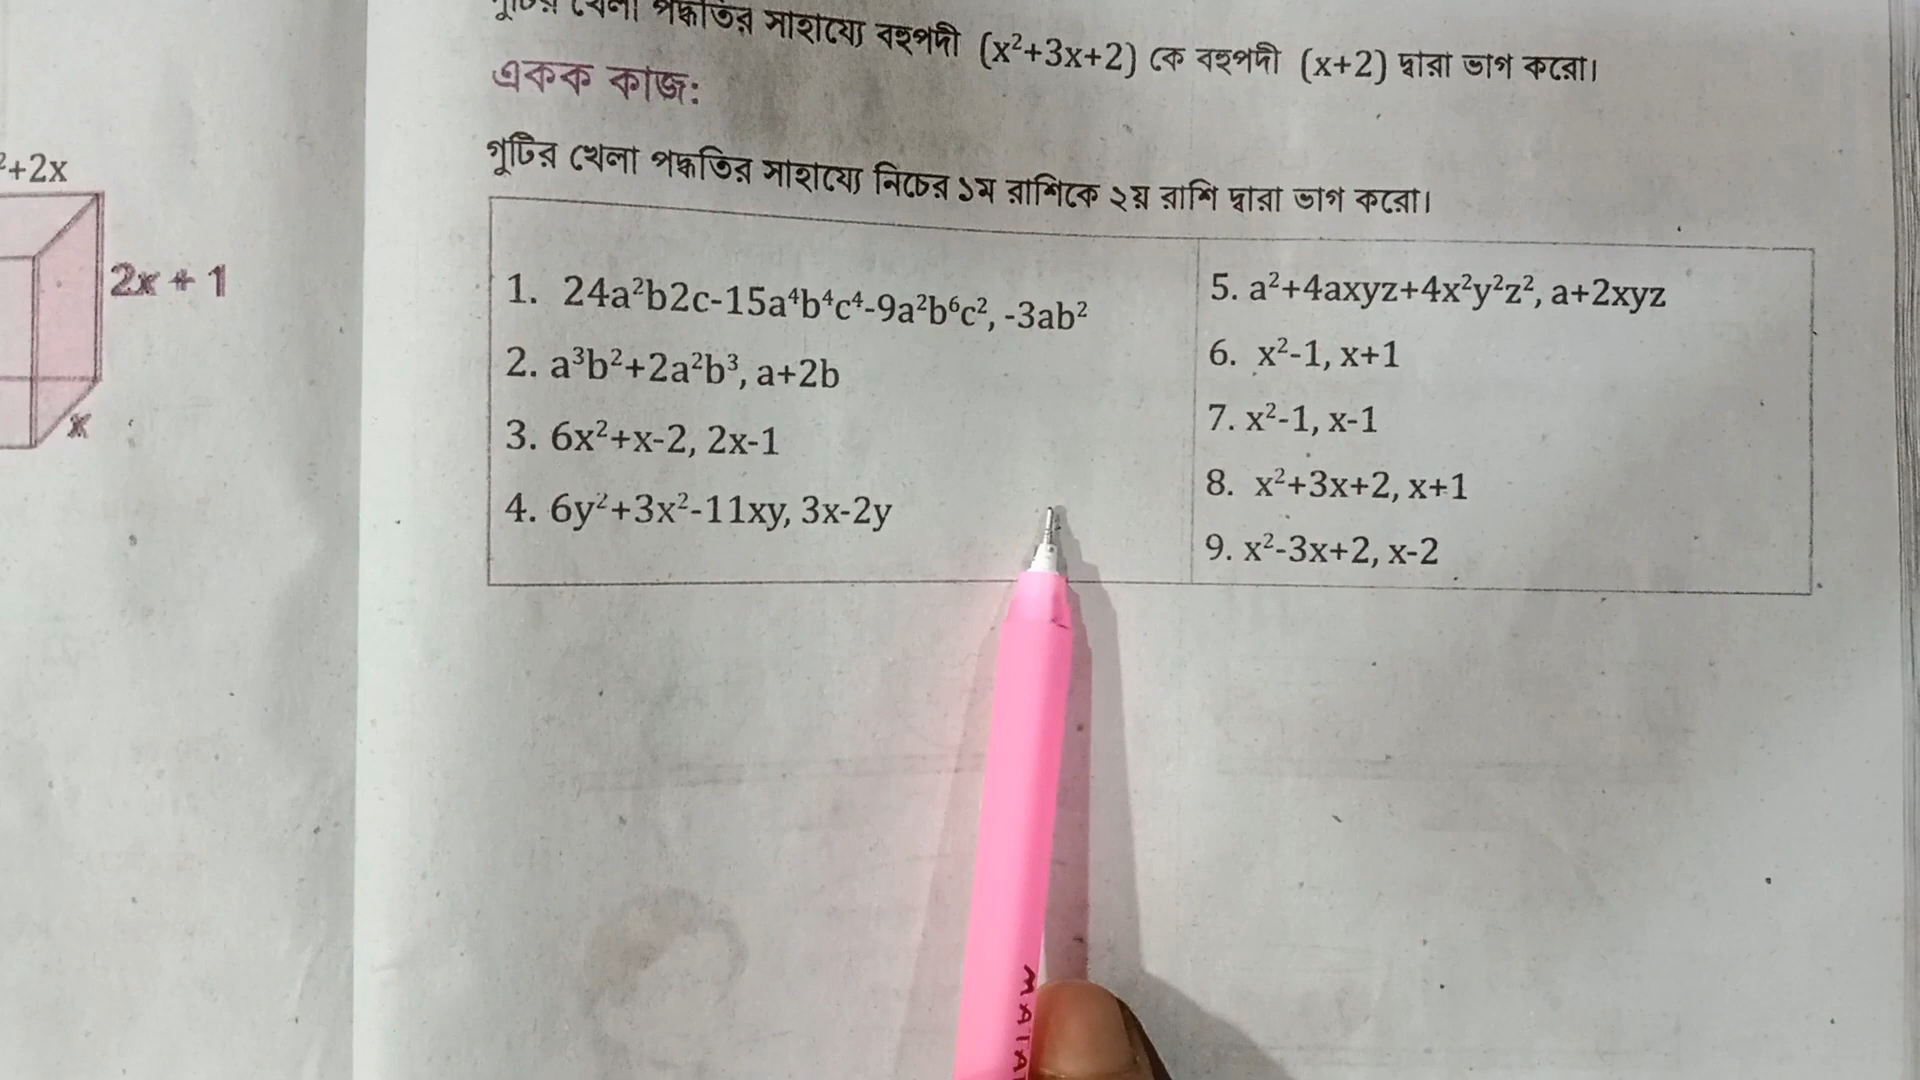 পদ্ধতির সাহায্যে বহুপদী (x²+3x+2) কে বহুপদী (x+2) দ্বারা ভাগ করো।
একক কাজ:
গুটির খেলা পদ্ধতির সাহায্যে নিচের ১ম রাশিকে ২য় রাশি দ্বারা ভাগ করো।
²+2x
2x + 1
x
1. 24a²b2c-15a⁴b⁴c⁴-9a²b⁶c², -3ab²
2. a³b²+2a²b³, a+2b
3. 6x²+x-2, 2x-1
4. 6y²+3x²-11xy, 3x-2y
5. a²+4axyz+4x²y²z², a+2xyz
6. x²-1, x+1
7. x²-1, x-1
8. x²+3x+2, x+1
9. x²-3x+2, x-2